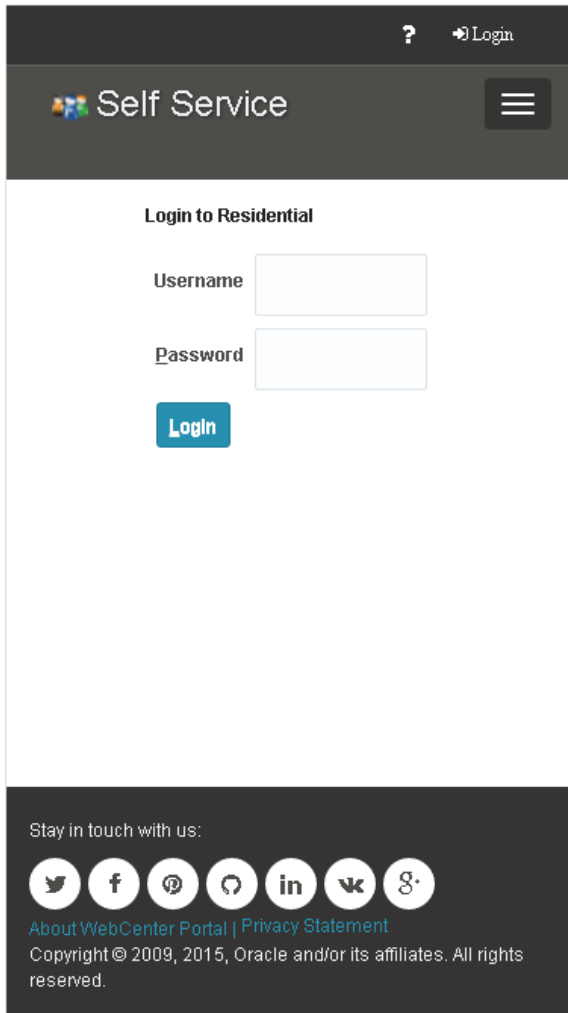 ? Login
Self Service
Login to Residential
Username
Password
Login
Stay in touch with us:
About WebCenter Portal | Privacy Statement
Copyright © 2009, 2015, Oracle and/or its affiliates. All rights
reserved.